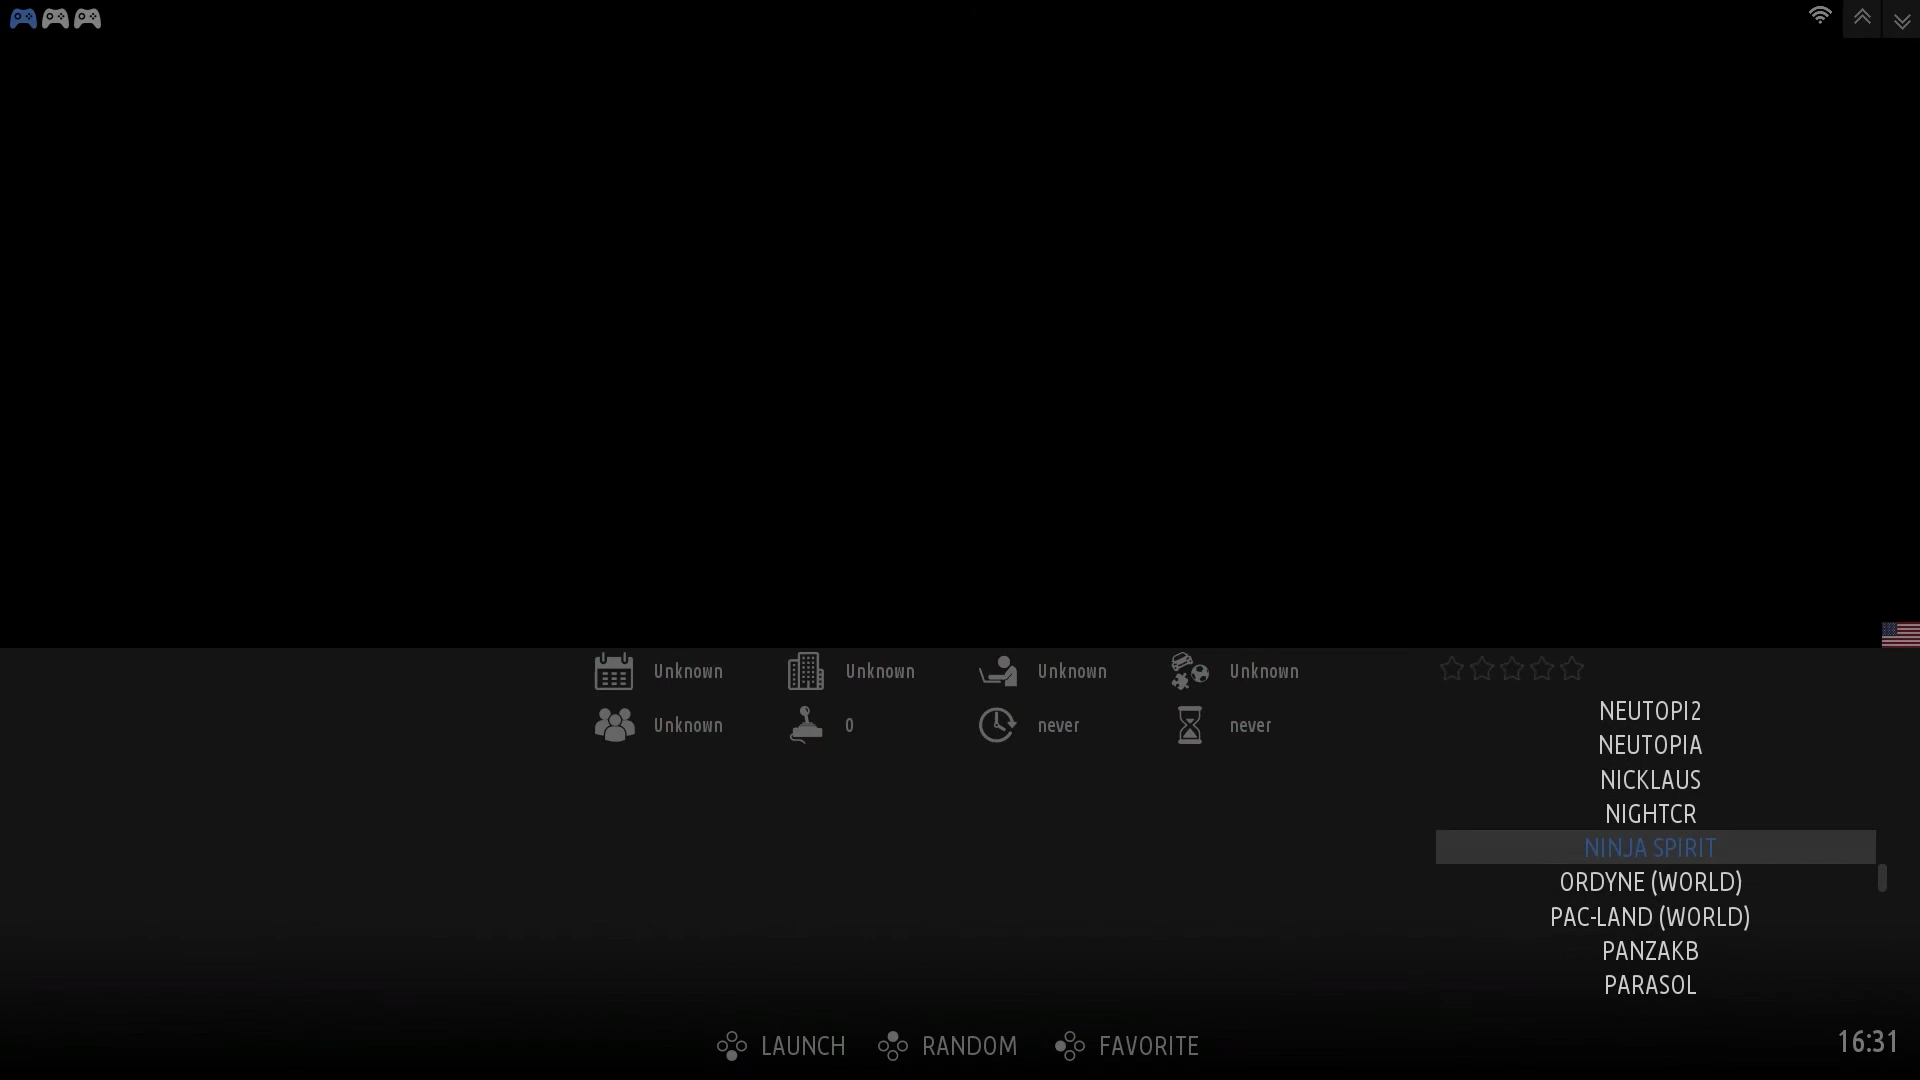 Unknown Unknown Unknown Unknown
Unknown 0 never never
NEUTOPI2
NEUTOPIA
NICKLAUS
NIGHTCR
NINJA SPIRIT
ORDYNE (WORLD)
PAC-LAND (WORLD)
PANZAKB
PARASOL
LAUNCH RANDOM FAVORITE
16:31